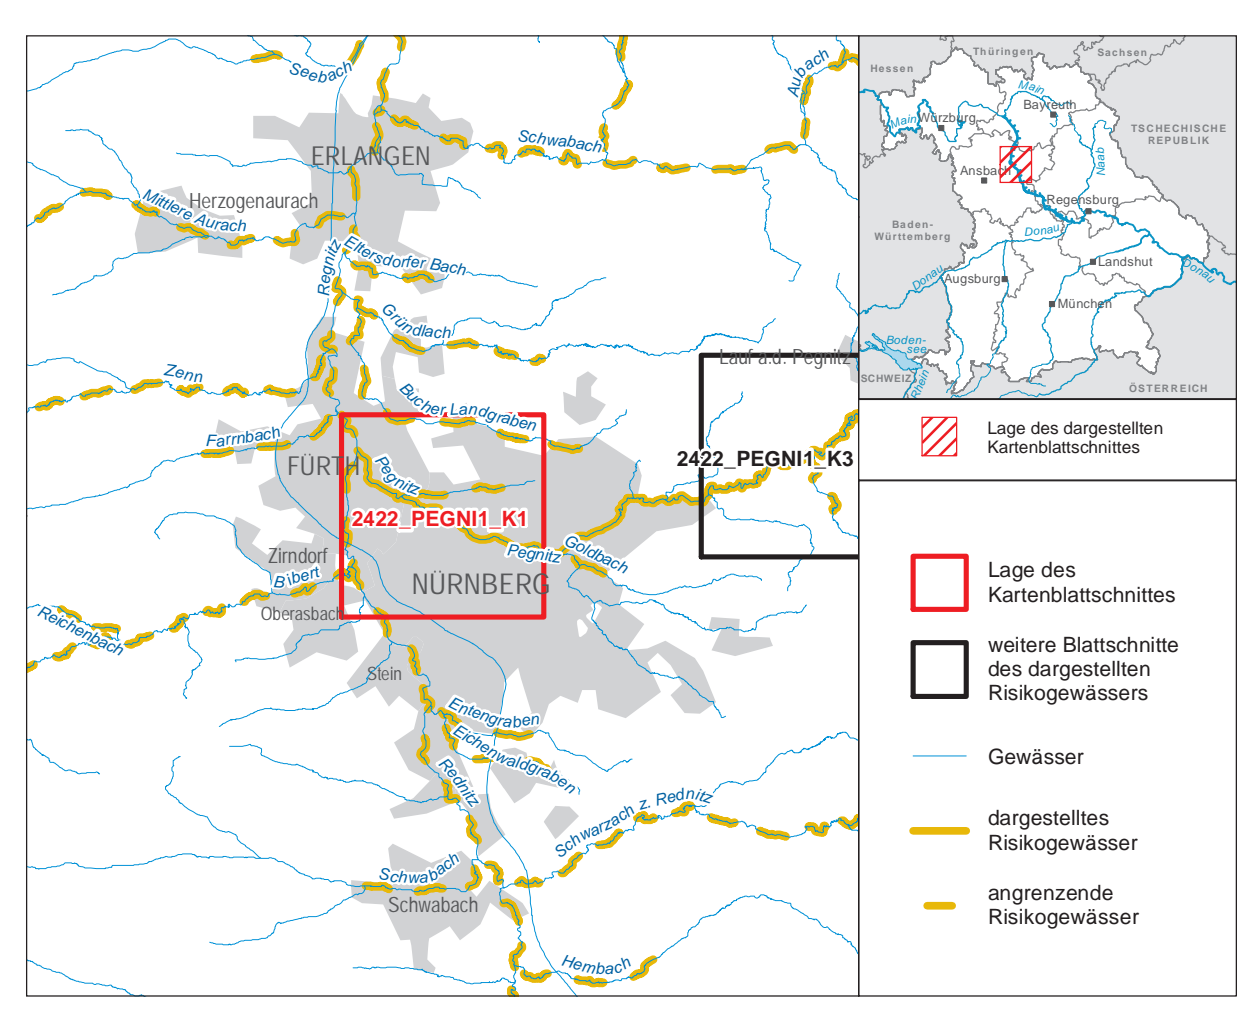 Seebach
Aubach
Schwabach
ERLANGEN
Herzogenaurach
Mittlere Aurach
Regnitz
Eltersdorfer Bach
Gründlach
Lauf a.d. Pegnitz
Zenn
Bucher Landgraben
Farrnbach
FÜRTH
Pegnitz
2422_PEGNI1_K3
2422_PEGNI1_K1
Goldbach
Pegnitz
Zirndorf
Bibert
NÜRNBERG
Oberasbach
Reichenbach
Stein
Entengraben
Eichenwaldgraben
Rednitz
Schwarzach z. Rednitz
Schwabach
Schwabach
Hembach
Thüringen
Sachsen
Hessen
Main
Bayreuth
Main
Würzburg
TSCHECHISCHE
REPUBLIK
Naab
Ansbach
Regensburg
Baden-
Württemberg
Donau
Landshut
Donau
Donau
Augsburg
München
Boden-
see
SCHWEIZ
Rhein
ÖSTERREICH
Lage des dargestellten
Kartenblattschnittes
Lage des
Kartenblattschnittes
weitere Blattschnitte
des dargestellten
Risikogewässers
Gewässer
dargestelltes
Risikogewässer
angrenzende
Risikogewässer